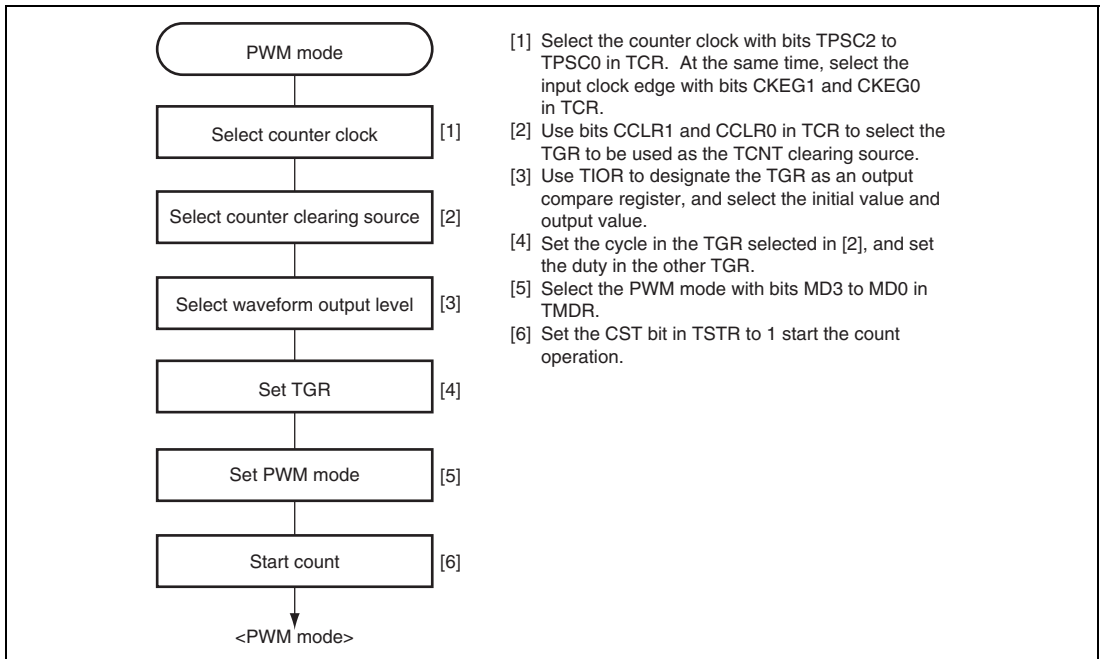 PWM mode
Select counter clock [1]
Select counter clearing source [2]
Select waveform output level [3]
Set TGR [4]
Set PWM mode [5]
Start count [6]
<PWM mode>
[1] Select the counter clock with bits TPSC2 to
TPSC0 in TCR. At the same time, select the
input clock edge with bits CKEG1 and CKEG0
in TCR.
[2] Use bits CCLR1 and CCLR0 in TCR to select the
TGR to be used as the TCNT clearing source.
[3] Use TIOR to designate the TGR as an output
compare register, and select the initial value and
output value.
[4] Set the cycle in the TGR selected in [2], and set
the duty in the other TGR.
[5] Select the PWM mode with bits MD3 to MD0 in
TMDR.
[6] Set the CST bit in TSTR to 1 start the count
operation.